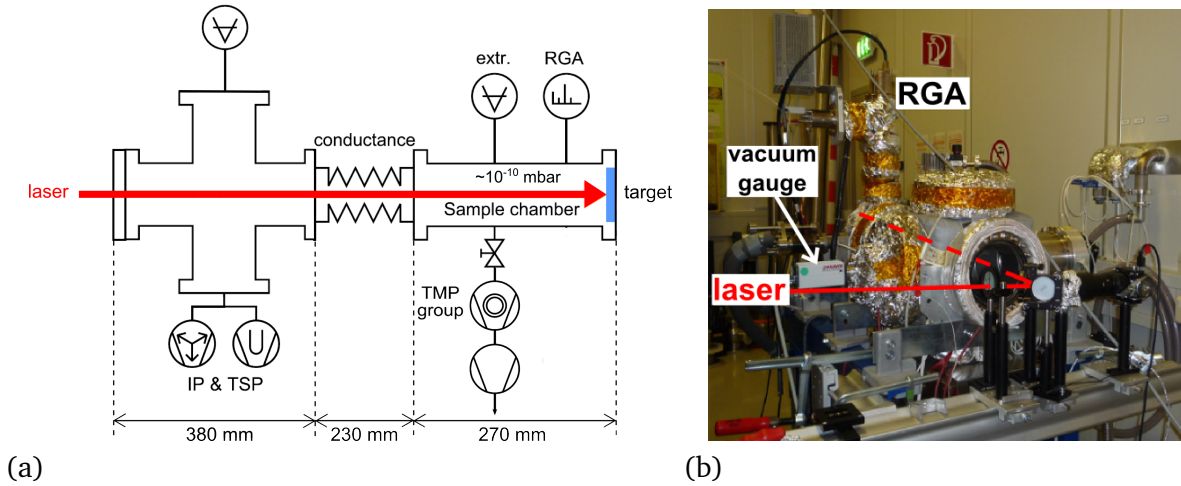 extr.
RGA
conductance
laser
~10-10 mbar
target
Sample chamber
TMP
group
IP & TSP
380 mm
230 mm
270 mm
(a)
RGA
vacuum
gauge
laser
(b)